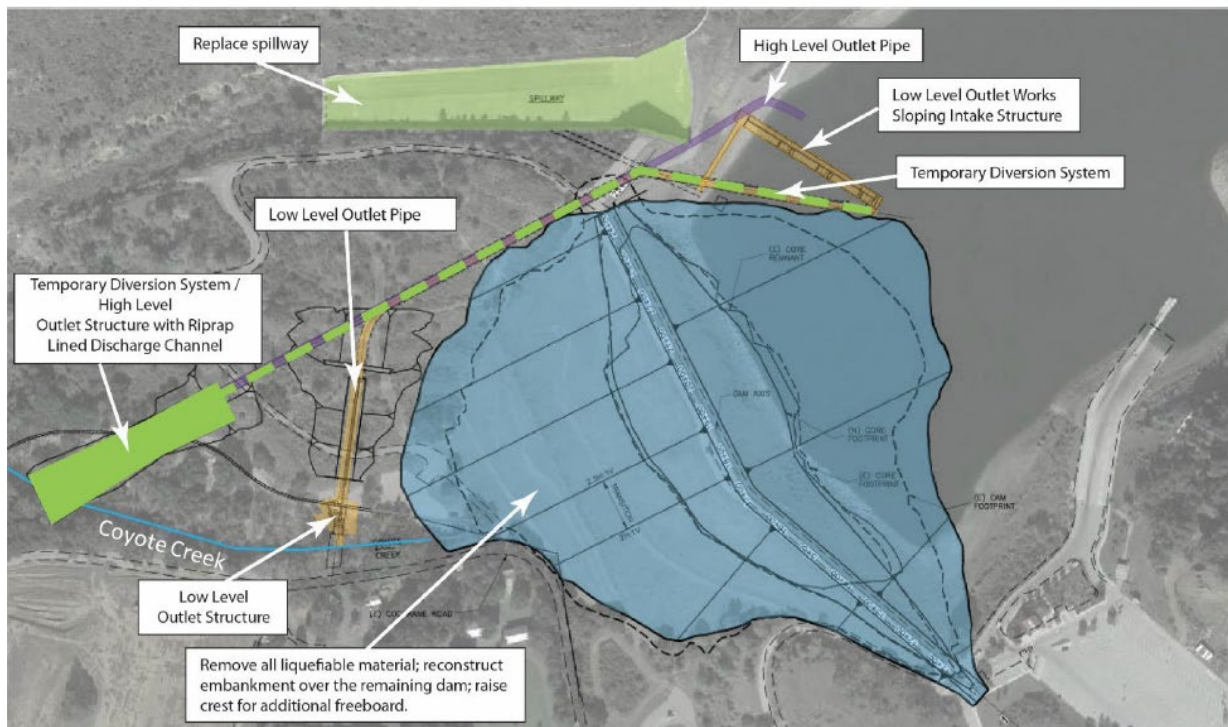 Replace spillway
High Level Outlet Pipe
SPILLWAY
Low Level Outlet Works
Sloping Intake Structure
Temporary Diversion System
Low Level Outlet Pipe
Temporary Diversion System /
High Level
Outlet Structure with Riprap
Lined Discharge Channel
(E) CORE
REMNANT
DAM AXIS
(N) CORE
FOOTPRINT
(E) CORE
FOOTPRINT
(E) DAM
FOOTPRINT
TRANSITION
Coyote Creek
CREEK
Low Level
Outlet Structure
Remove all liquefiable material; reconstruct
embankment over the remaining dam; raise
crest for additional freeboard.